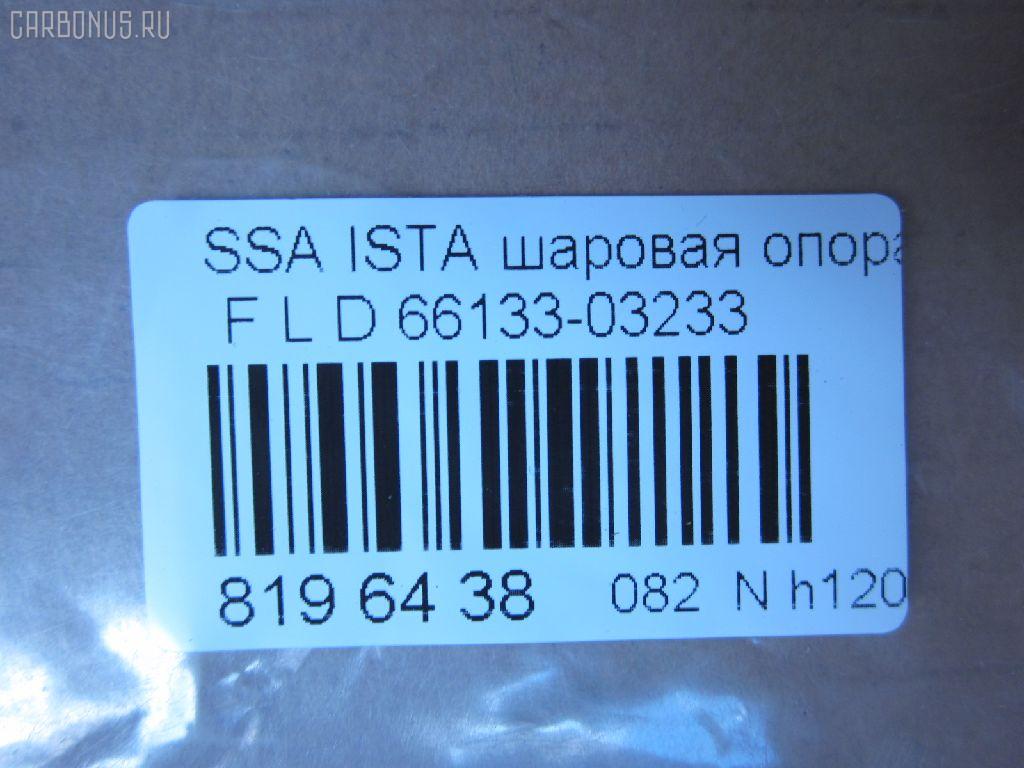 CARBONUS.RU
SSA ISTA шаровая опора
F L D 66133-03233
819 64 38 082 N h120